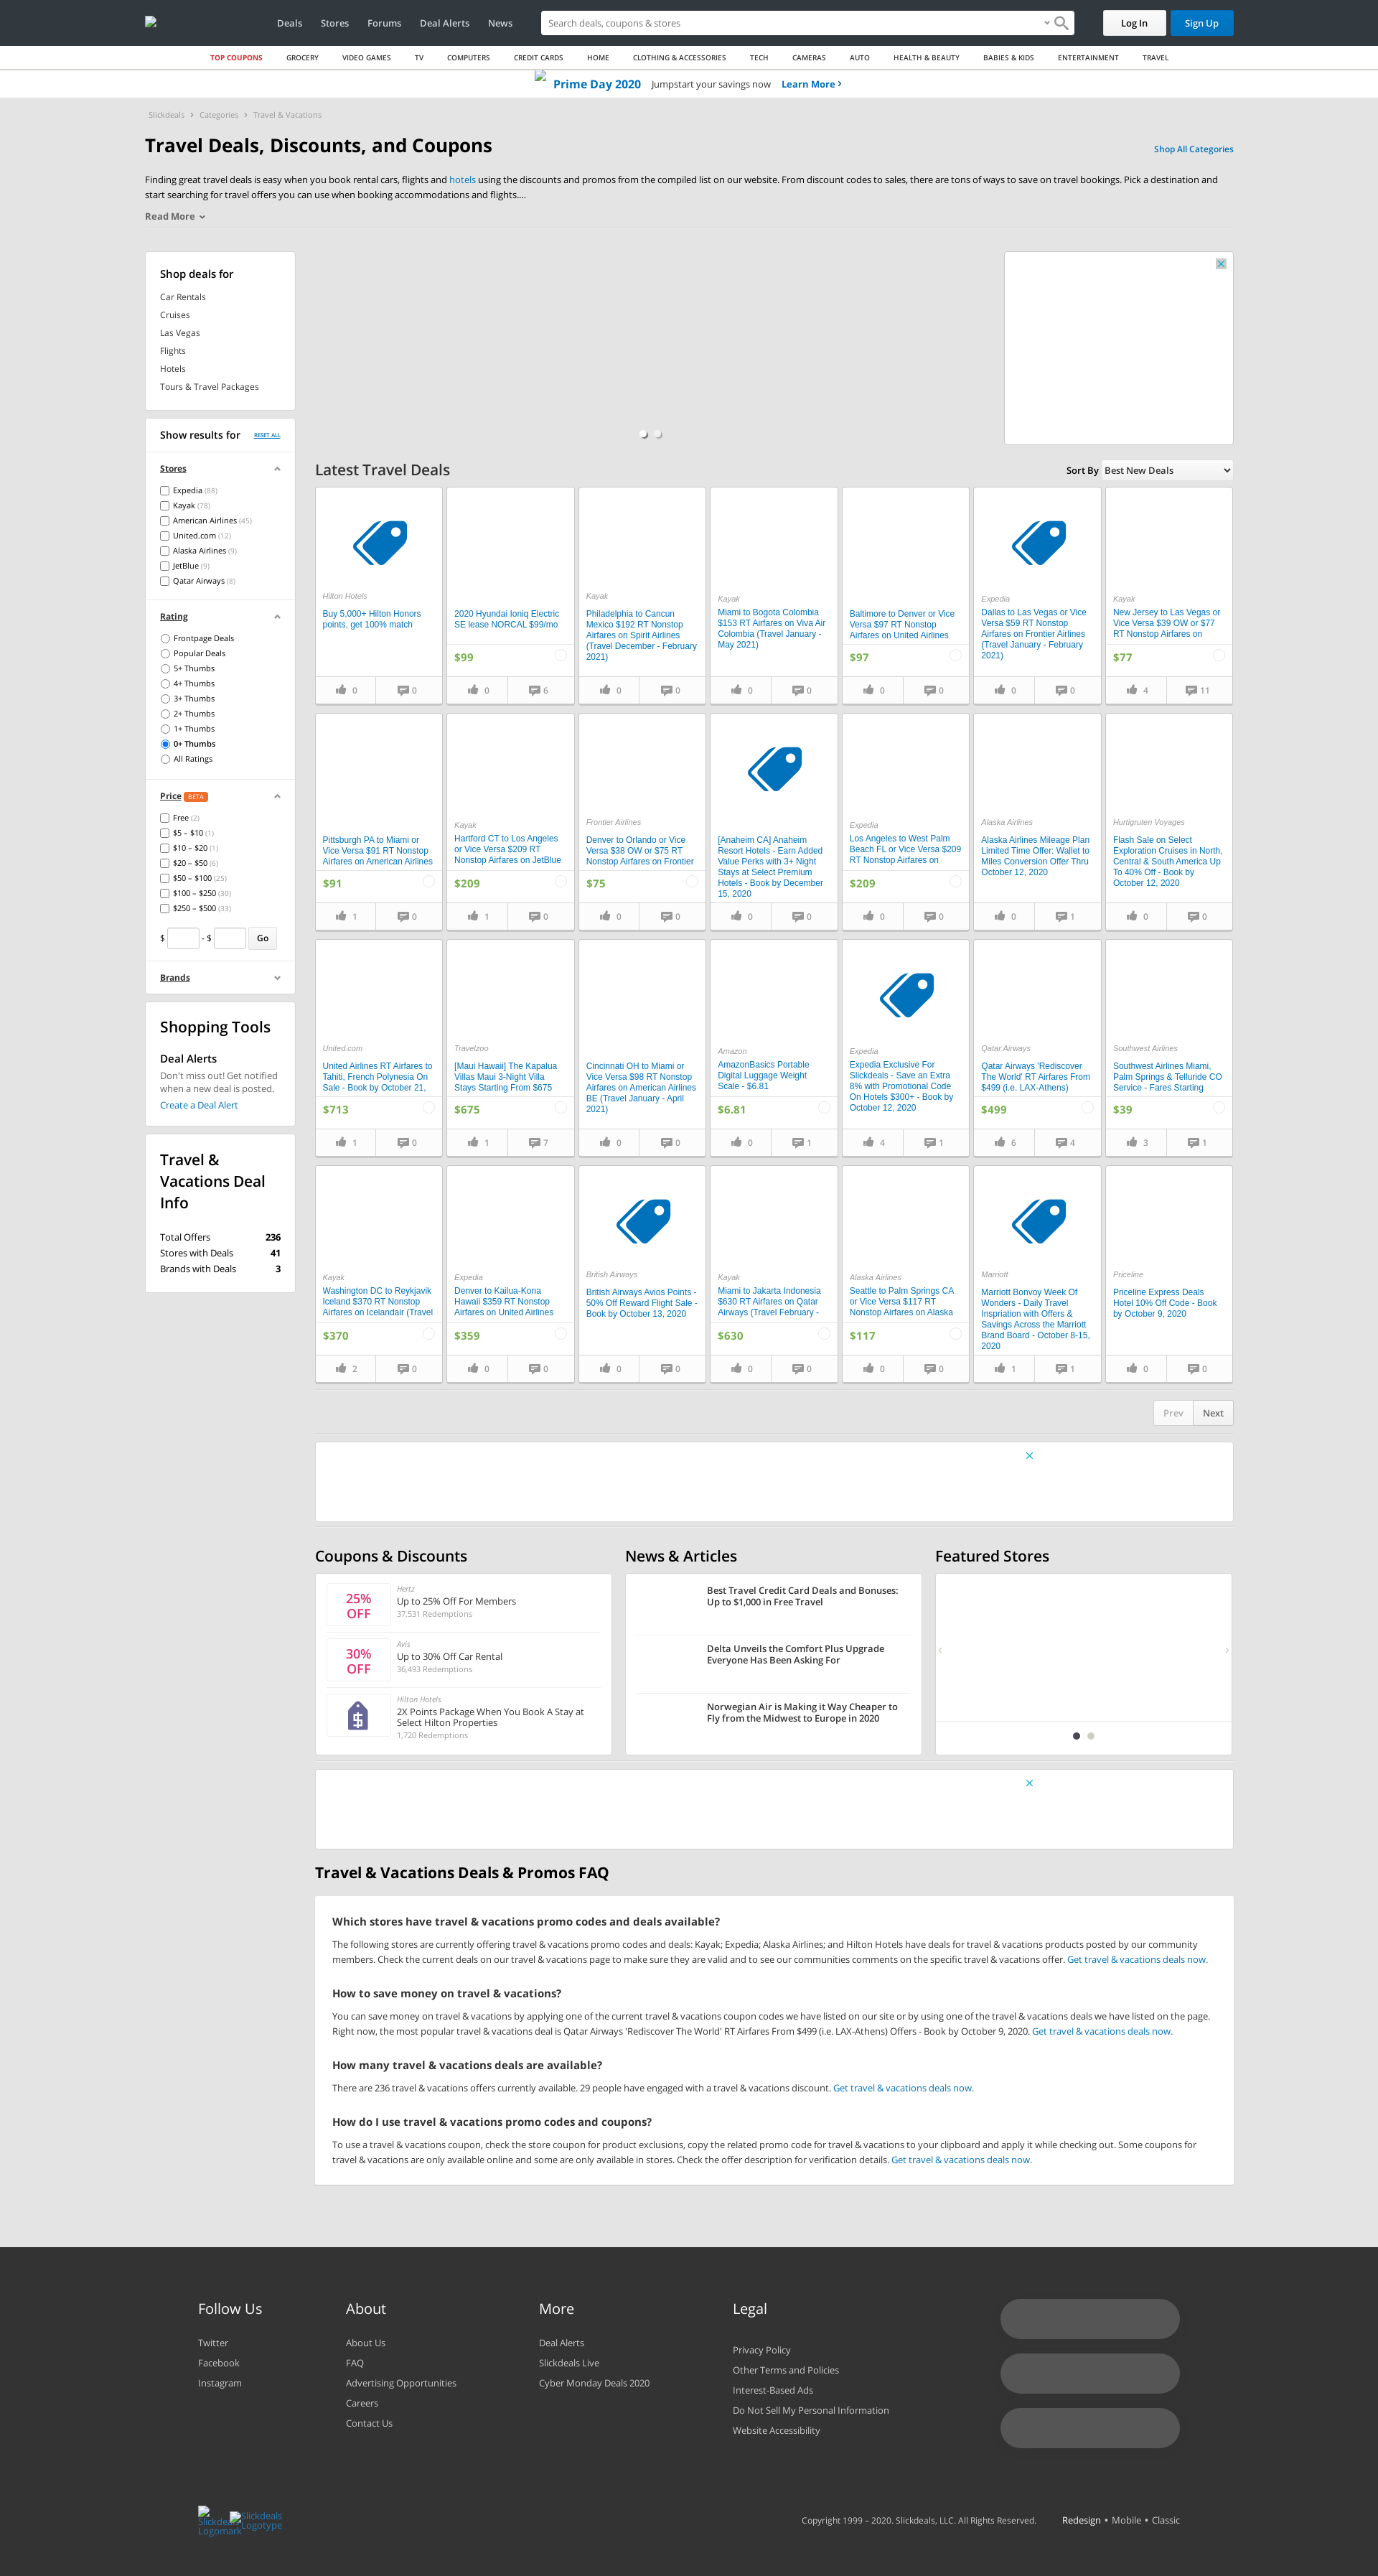 Deals
Stores
Forums
Deal Alerts
News
Search deals, coupons & stores
Log In
Sign Up
TOP COUPONS
GROCERY
VIDEO GAMES
TV
COMPUTERS
CREDIT CARDS
HOME
CLOTHING & ACCESSORIES
TECH
CAMERAS
AUTO
HEALTH & BEAUTY
BABIES & KIDS
ENTERTAINMENT
TRAVEL
Prime Day 2020
Jumpstart your savings now
Learn More
Slickdeals
Categories
Travel & Vacations
Travel Deals, Discounts, and Coupons
Shop All Categories
Finding great travel deals is easy when you book rental cars, flights and hotels using the discounts and promos from the compiled list on our website. From discount codes to sales, there are tons of ways to save on travel bookings. Pick a destination and
start searching for travel offers you can use when booking accommodations and flights....
Read More
Shop deals for
Car Rentals
Cruises
Las Vegas
Flights
Hotels
Tours & Travel Packages
Show results for
RESET ALL
Stores
Expedia (88)
Kayak (78)
American Airlines (45)
United.com (12)
Alaska Airlines (9)
JetBlue (9)
Qatar Airways (8)
Rating
Frontpage Deals
Popular Deals
5+ Thumbs
4+ Thumbs
3+ Thumbs
2+ Thumbs
1+ Thumbs
0+ Thumbs
All Ratings
Price BETA
Free (2)
$5 – $10 (1)
$10 – $20 (1)
$20 – $50 (6)
$50 – $100 (25)
$100 – $250 (30)
$250 – $500 (33)
$ - $ Go
Brands
Shopping Tools
Deal Alerts
Don't miss out! Get notified
when a new deal is posted.
Create a Deal Alert
Travel &
Vacations Deal
Info
Total Offers 236
Stores with Deals 41
Brands with Deals 3
Latest Travel Deals
Sort By Best New Deals
Hilton Hotels
Buy 5,000+ Hilton Honors
points, get 100% match
0 0
2020 Hyundai Ioniq Electric
SE lease NORCAL $99/mo
$99
0 6
Kayak
Philadelphia to Cancun
Mexico $192 RT Nonstop
Airfares on Spirit Airlines
(Travel December - February
2021)
0 0
Kayak
Miami to Bogota Colombia
$153 RT Airfares on Viva Air
Colombia (Travel January -
May 2021)
0 0
Baltimore to Denver or Vice
Versa $97 RT Nonstop
Airfares on United Airlines
$97
0 0
Expedia
Dallas to Las Vegas or Vice
Versa $59 RT Nonstop
Airfares on Frontier Airlines
(Travel January - February
2021)
0 0
Kayak
New Jersey to Las Vegas or
Vice Versa $39 OW or $77
RT Nonstop Airfares on
$77
4 11
Pittsburgh PA to Miami or
Vice Versa $91 RT Nonstop
Airfares on American Airlines
$91
1 0
Kayak
Hartford CT to Los Angeles
or Vice Versa $209 RT
Nonstop Airfares on JetBlue
$209
1 0
Frontier Airlines
Denver to Orlando or Vice
Versa $38 OW or $75 RT
Nonstop Airfares on Frontier
$75
0 0
[Anaheim CA] Anaheim
Resort Hotels - Earn Added
Value Perks with 3+ Night
Stays at Select Premium
Hotels - Book by December
15, 2020
0 0
Expedia
Los Angeles to West Palm
Beach FL or Vice Versa $209
RT Nonstop Airfares on
$209
0 0
Alaska Airlines
Alaska Airlines Mileage Plan
Limited Time Offer: Wallet to
Miles Conversion Offer Thru
October 12, 2020
0 1
Hurtigruten Voyages
Flash Sale on Select
Exploration Cruises in North,
Central & South America Up
To 40% Off - Book by
October 12, 2020
0 0
United.com
United Airlines RT Airfares to
Tahiti, French Polynesia On
Sale - Book by October 21,
$713
1 0
Travelzoo
[Maui Hawaii] The Kapalua
Villas Maui 3-Night Villa
Stays Starting From $675
$675
1 7
Cincinnati OH to Miami or
Vice Versa $98 RT Nonstop
Airfares on American Airlines
BE (Travel January - April
2021)
0 0
Amazon
AmazonBasics Portable
Digital Luggage Weight
Scale - $6.81
$6.81
0 1
Expedia
Expedia Exclusive For
Slickdeals - Save an Extra
8% with Promotional Code
On Hotels $300+ - Book by
October 12, 2020
4 1
Qatar Airways
Qatar Airways 'Rediscover
The World' RT Airfares From
$499 (i.e. LAX-Athens)
$499
6 4
Southwest Airlines
Southwest Airlines Miami,
Palm Springs & Telluride CO
Service - Fares Starting
$39
3 1
Kayak
Washington DC to Reykjavik
Iceland $370 RT Nonstop
Airfares on Icelandair (Travel
$370
2 0
Expedia
Denver to Kailua-Kona
Hawaii $359 RT Nonstop
Airfares on United Airlines
$359
0 0
British Airways
British Airways Avios Points -
50% Off Reward Flight Sale -
Book by October 13, 2020
0 0
Kayak
Miami to Jakarta Indonesia
$630 RT Airfares on Qatar
Airways (Travel February -
$630
0 0
Alaska Airlines
Seattle to Palm Springs CA
or Vice Versa $117 RT
Nonstop Airfares on Alaska
$117
0 0
Marriott
Marriott Bonvoy Week Of
Wonders - Daily Travel
Inspriation with Offers &
Savings Across the Marriott
Brand Board - October 8-15,
2020
1 1
Priceline
Priceline Express Deals
Hotel 10% Off Code - Book
by October 9, 2020
0 0
Prev
Next
Coupons & Discounts
25%
OFF
Hertz
Up to 25% Off For Members
37,531 Redemptions
30%
OFF
Avis
Up to 30% Off Car Rental
36,493 Redemptions
Hilton Hotels
2X Points Package When You Book A Stay at
Select Hilton Properties
1,720 Redemptions
News & Articles
Best Travel Credit Card Deals and Bonuses:
Up to $1,000 in Free Travel
Delta Unveils the Comfort Plus Upgrade
Everyone Has Been Asking For
Norwegian Air is Making it Way Cheaper to
Fly from the Midwest to Europe in 2020
Featured Stores
Travel & Vacations Deals & Promos FAQ
Which stores have travel & vacations promo codes and deals available?
The following stores are currently offering travel & vacations promo codes and deals: Kayak; Expedia; Alaska Airlines; and Hilton Hotels have deals for travel & vacations products posted by our community
members. Check the current deals on our travel & vacations page to make sure they are valid and to see our communities comments on the specific travel & vacations offer. Get travel & vacations deals now.
How to save money on travel & vacations?
You can save money on travel & vacations by applying one of the current travel & vacations coupon codes we have listed on our site or by using one of the travel & vacations deals we have listed on the page.
Right now, the most popular travel & vacations deal is Qatar Airways 'Rediscover The World' RT Airfares From $499 (i.e. LAX-Athens) Offers - Book by October 9, 2020. Get travel & vacations deals now.
How many travel & vacations deals are available?
There are 236 travel & vacations offers currently available. 29 people have engaged with a travel & vacations discount. Get travel & vacations deals now.
How do I use travel & vacations promo codes and coupons?
To use a travel & vacations coupon, check the store coupon for product exclusions, copy the related promo code for travel & vacations to your clipboard and apply it while checking out. Some coupons for
travel & vacations are only available online and some are only available in stores. Check the offer description for verification details. Get travel & vacations deals now.
Follow Us
Twitter
Facebook
Instagram
About
About Us
FAQ
Advertising Opportunities
Careers
Contact Us
More
Deal Alerts
Slickdeals Live
Cyber Monday Deals 2020
Legal
Privacy Policy
Other Terms and Policies
Interest-Based Ads
Do Not Sell My Personal Information
Website Accessibility
Slickdeals
Logomark
Slickdeals
Logotype
Copyright 1999 – 2020. Slickdeals, LLC. All Rights Reserved.
Redesign • Mobile • Classic